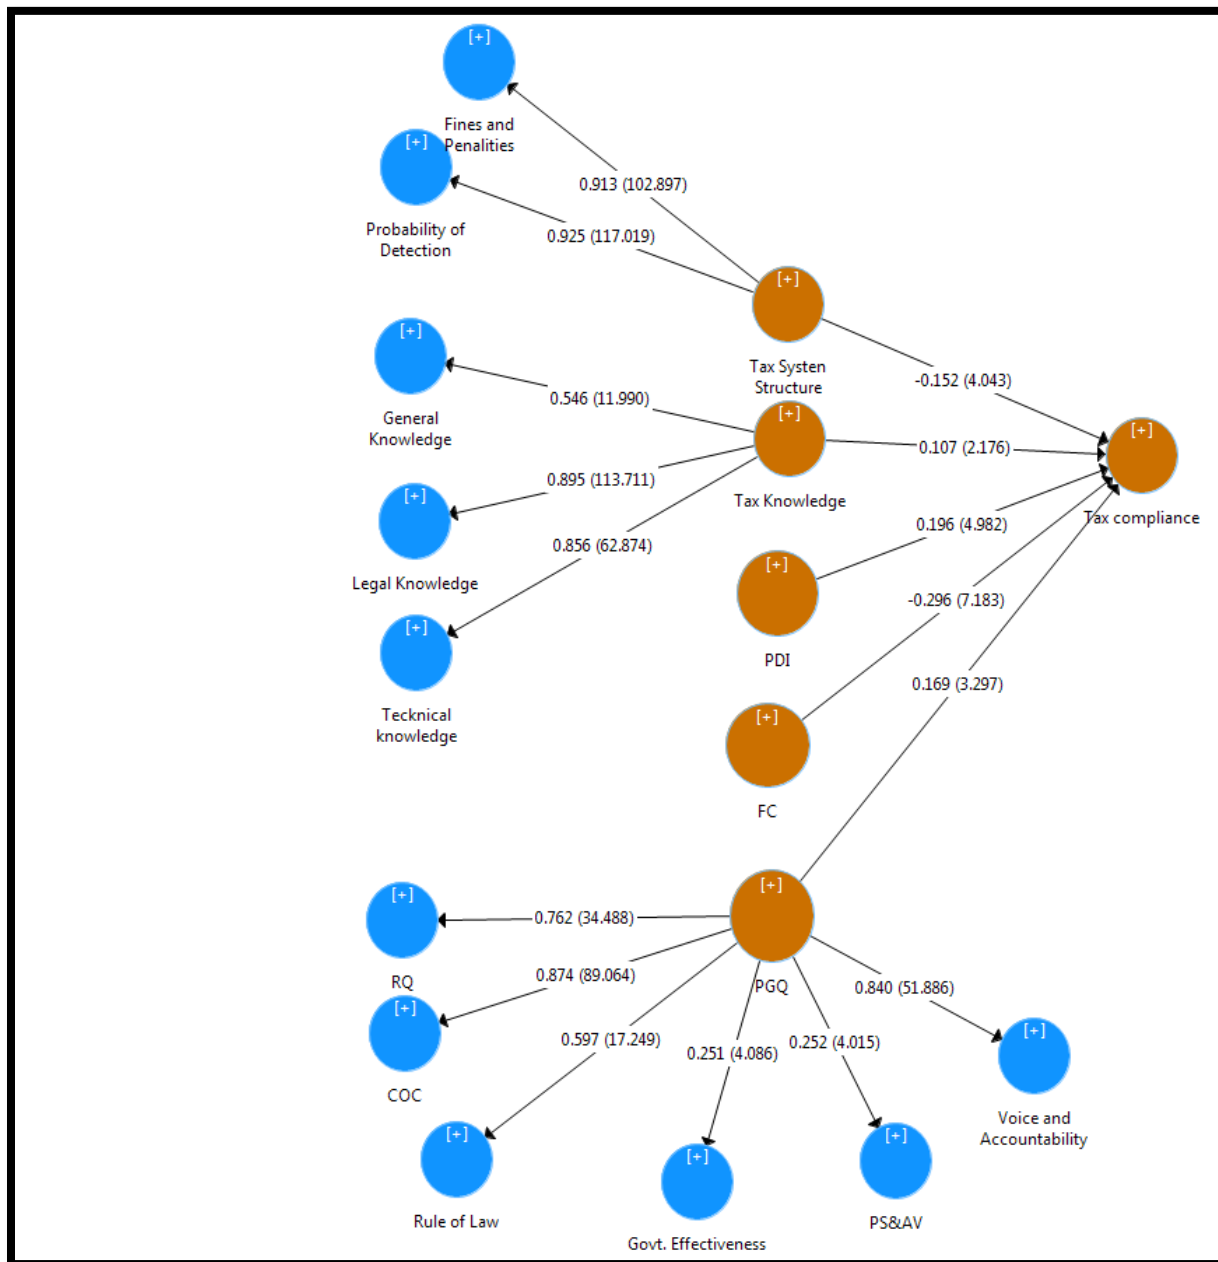 [+]
Fines and
Penalities
[+]
Probability of
Detection
0.913 (102.897)
0.925 (117.019)
[+]
Tax Systen
Structure
-0.152 (4.043)
[+]
General
Knowledge
0.546 (11.990)
[+]
Tax Knowledge
0.107 (2.176)
[+]
Tax compliance
[+]
Legal Knowledge
0.895 (113.711)
0.856 (62.874)
0.196 (4.982)
[+]
PDI
-0.296 (7.183)
[+]
Tecknical
knowledge
0.169 (3.297)
[+]
FC
[+]
PGQ
[+]
RQ
0.762 (34.488)
0.874 (89.064)
0.840 (51.886)
[+]
COC
0.597 (17.249)
0.251 (4.086)
0.252 (4.015)
[+]
Voice and
Accountability
[+]
Rule of Law
[+]
Govt. Effectiveness
[+]
PS&AV